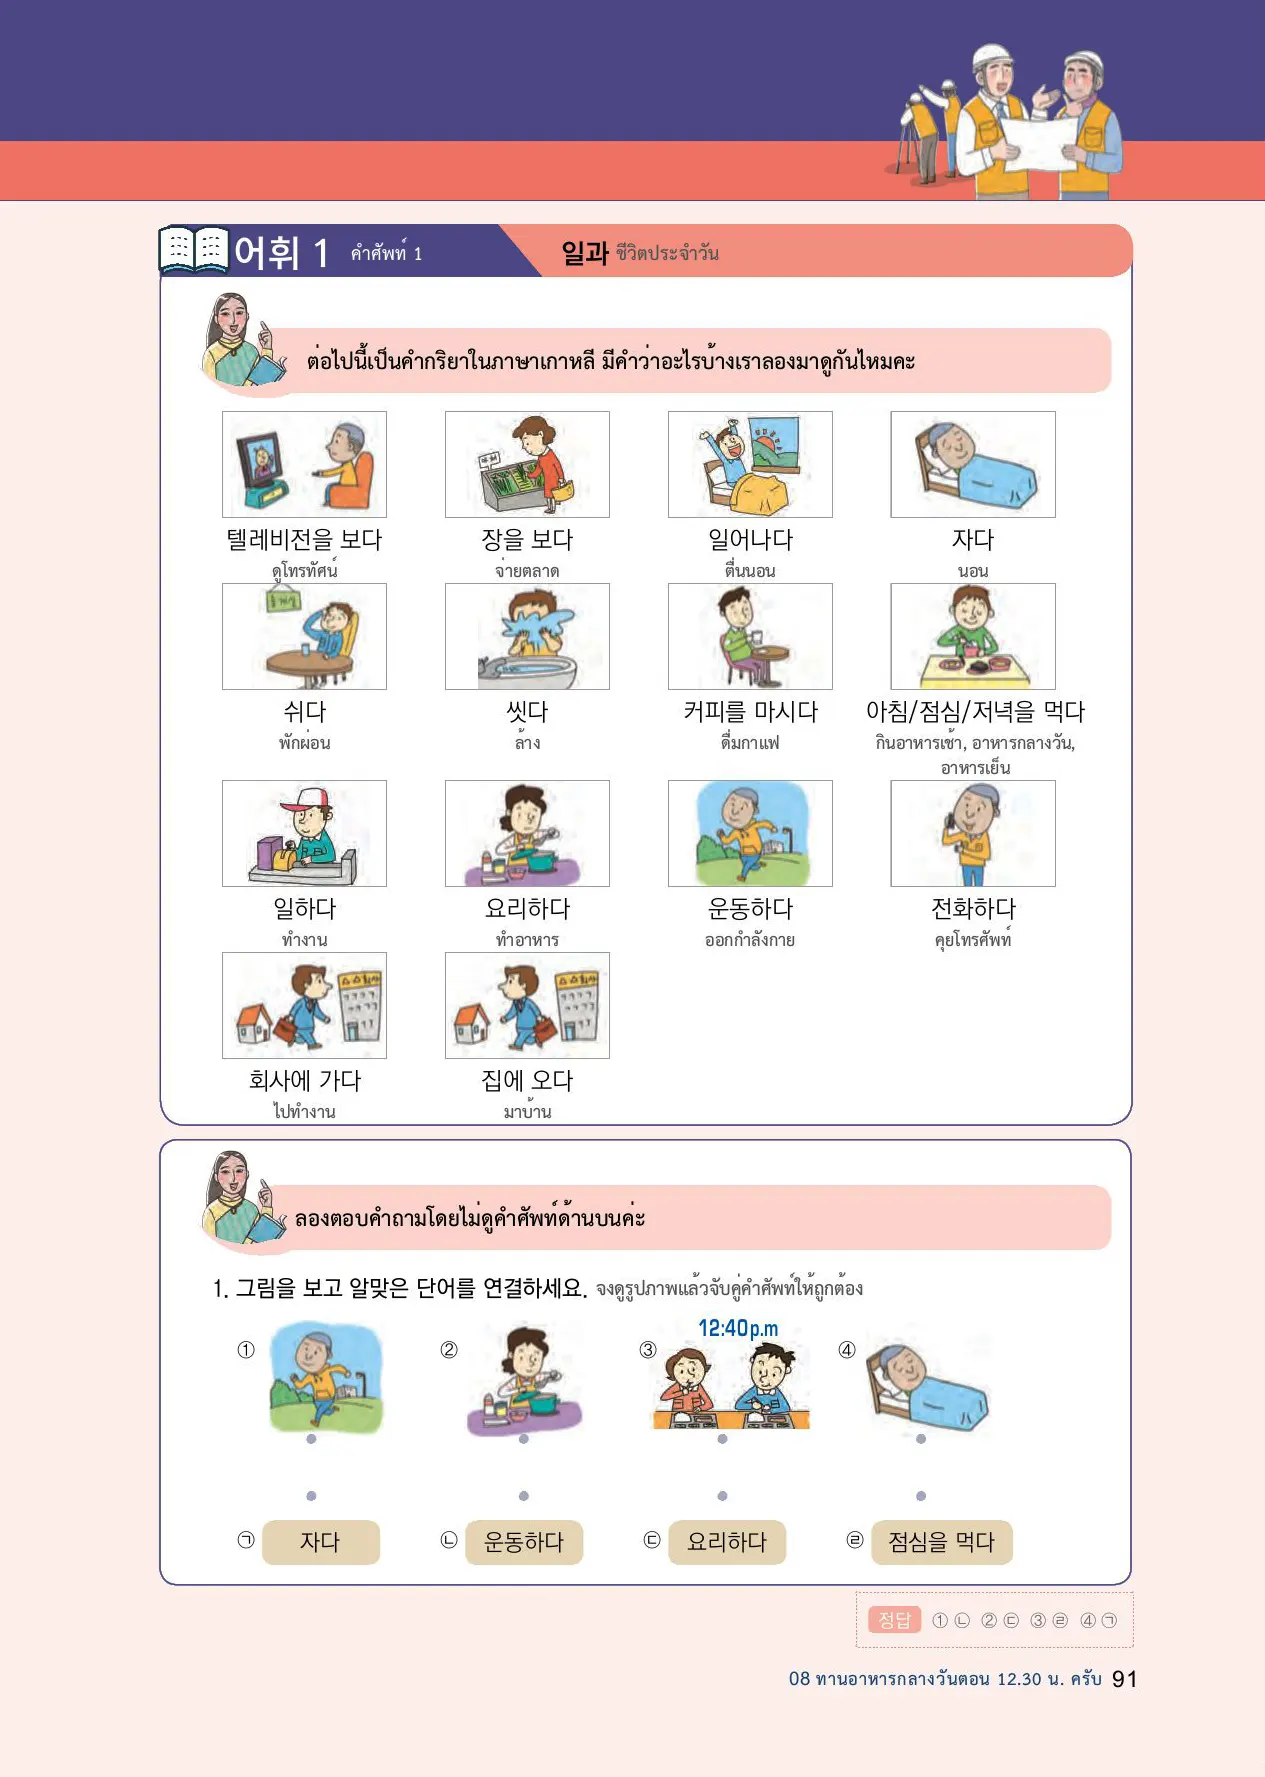 어휘 1 คำศัพท์ 1 일과 ชีวิตประจำวัน
ต่อไปนี้เป็นคำกริยาในภาษาเกาหลี มีคำว่าอะไรบ้างเราลองมาดูกันไหมคะ
텔레비전을 보다 장을 보다 일어나다 자다
ดูโทรทัศน์ จ่ายตลาด ตื่นนอน นอน
쉬다 씻다 커피를 마시다 아침/점심/저녁을 먹다
พักผ่อน ล้าง ดื่มกาแฟ กินอาหารเช้า, อาหารกลางวัน,
อาหารเย็น
일하다 요리하다 운동하다 전화하다
ทำงาน ทำอาหาร ออกกำลังกาย คุยโทรศัพท์
회사에 가다 집에 오다
ไปทำงาน มาบ้าน
ลองตอบคำถามโดยไม่ดูคำศัพท์ด้านบนค่ะ
1. 그림을 보고 알맞은 단어를 연결하세요. จงดูรูปภาพแล้วจับคู่คำศัพท์ให้ถูกต้อง
12:40p.m
① ② ③ ④
㉠ 자다 ㉡ 운동하다 ㉢ 요리하다 ㉣ 점심을 먹다
정답 ① ㉡ ② ㉢ ③ ㉣ ④ ㉠
08 ทานอาหารกลางวันตอน 12.30 น. ครับ 91